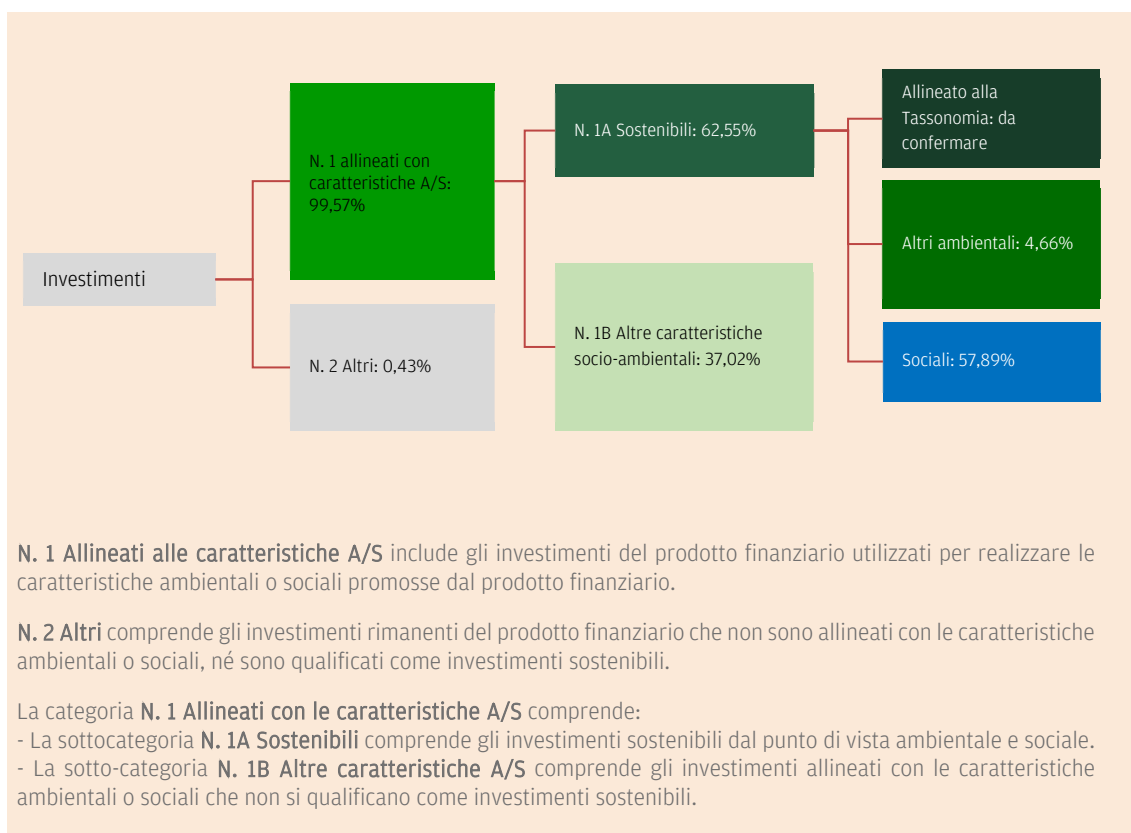 Investimenti
N. 1 allineati con
caratteristiche A/S:
99,57%
N. 2 Altri: 0,43%
N. 1A Sostenibili: 62,55%
N. 1B Altre caratteristiche
socio-ambientali: 37,02%
Allineato alla
Tassonomia: da
confermare
Altri ambientali: 4,66%
Sociali: 57,89%
N. 1 Allineati alle caratteristiche A/S include gli investimenti del prodotto finanziario utilizzati per realizzare le
caratteristiche ambientali o sociali promosse dal prodotto finanziario.
N. 2 Altri comprende gli investimenti rimanenti del prodotto finanziario che non sono allineati con le caratteristiche
ambientali o sociali, né sono qualificati come investimenti sostenibili.
La categoria N. 1 Allineati con le caratteristiche A/S comprende:
- La sottocategoria N. 1A Sostenibili comprende gli investimenti sostenibili dal punto di vista ambientale e sociale.
- La sotto-categoria N. 1B Altre caratteristiche A/S comprende gli investimenti allineati con le caratteristiche
ambientali o sociali che non si qualificano come investimenti sostenibili.